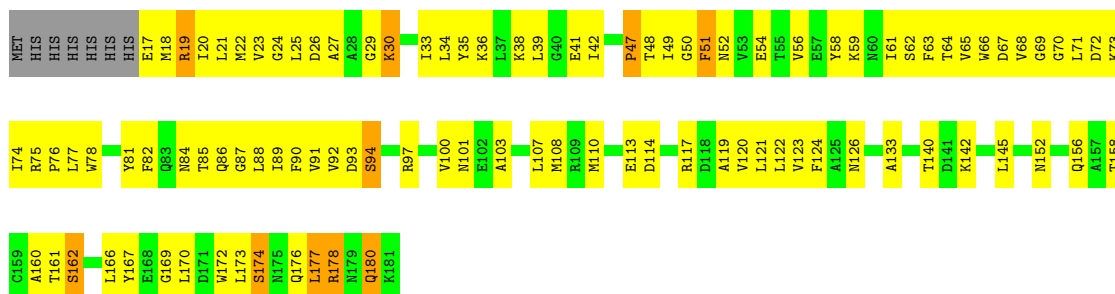 MET HIS HIS HIS HIS HIS HIS E17 M18 R19 I20 L21 M22 V23 G24 L25 D26 A27 A28 G29 K30 I33 L34 Y35 K36 L37 K38 L39 G40 E41 I42 P47 T48 I49 G50 F51 N52 V53 E54 T55 V56 E57 Y58 K59 N60 I61 S62 F63 T64 V65 W66 D67 V68 G69 G70 L71 D72 K73
I74 R75 P76 L77 W78 Y81 F82 Q83 N84 T85 Q86 G87 L88 I89 F90 V91 V92 D93 S94 R97 V100 N101 E102 A103 L107 M108 R109 M110 E113 D114 R117 D118 A119 V120 L121 L122 V123 F124 A125 N126 A133 T140 D141 K142 L145 N152 Q156 A157 T158
C159 A160 T161 S162 L166 Y167 E168 G169 L170 D171 W172 L173 S174 N175 Q176 L177 R178 N179 Q180 K181